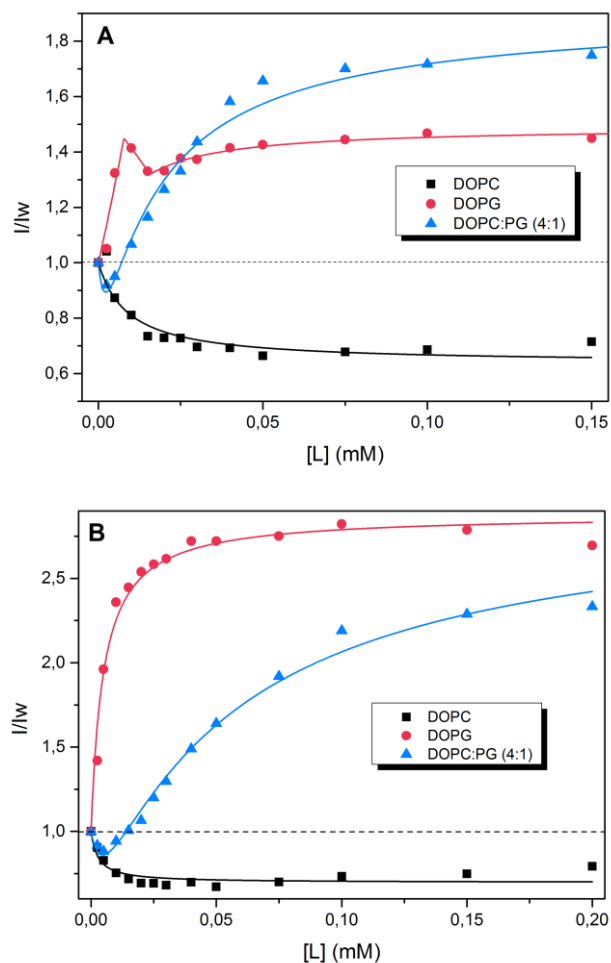 A
1,8
1,6
1,4
1,2
1,0
0,8
0,6
I/Iw
DOPC
DOPG
DOPC:PG (4:1)
0,00 0,05 0,10 0,15
[L] (mM)
B
2,5
2,0
1,5
1,0
I/Iw
DOPC
DOPG
DOPC:PG (4:1)
0,00 0,05 0,10 0,15 0,20
[L] (mM)